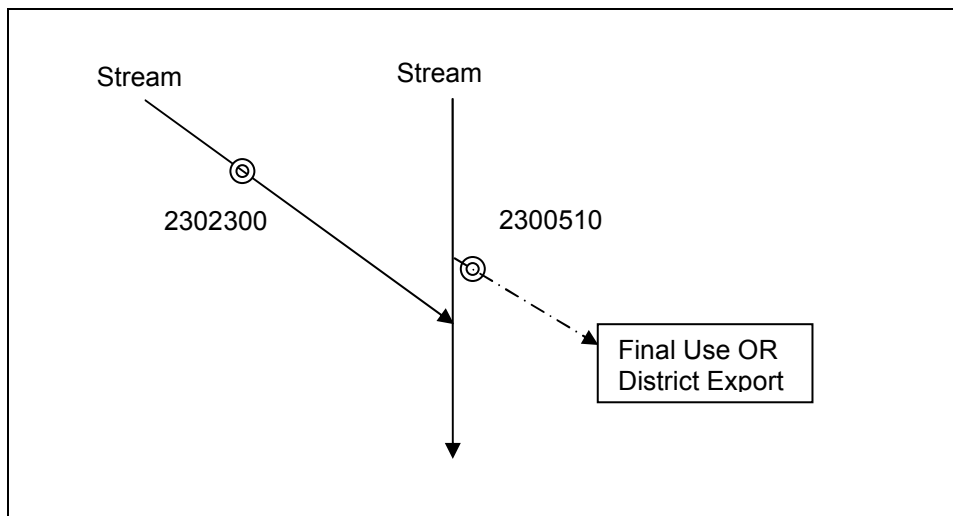 Stream
Stream
2302300
2300510
Final Use OR
District Export